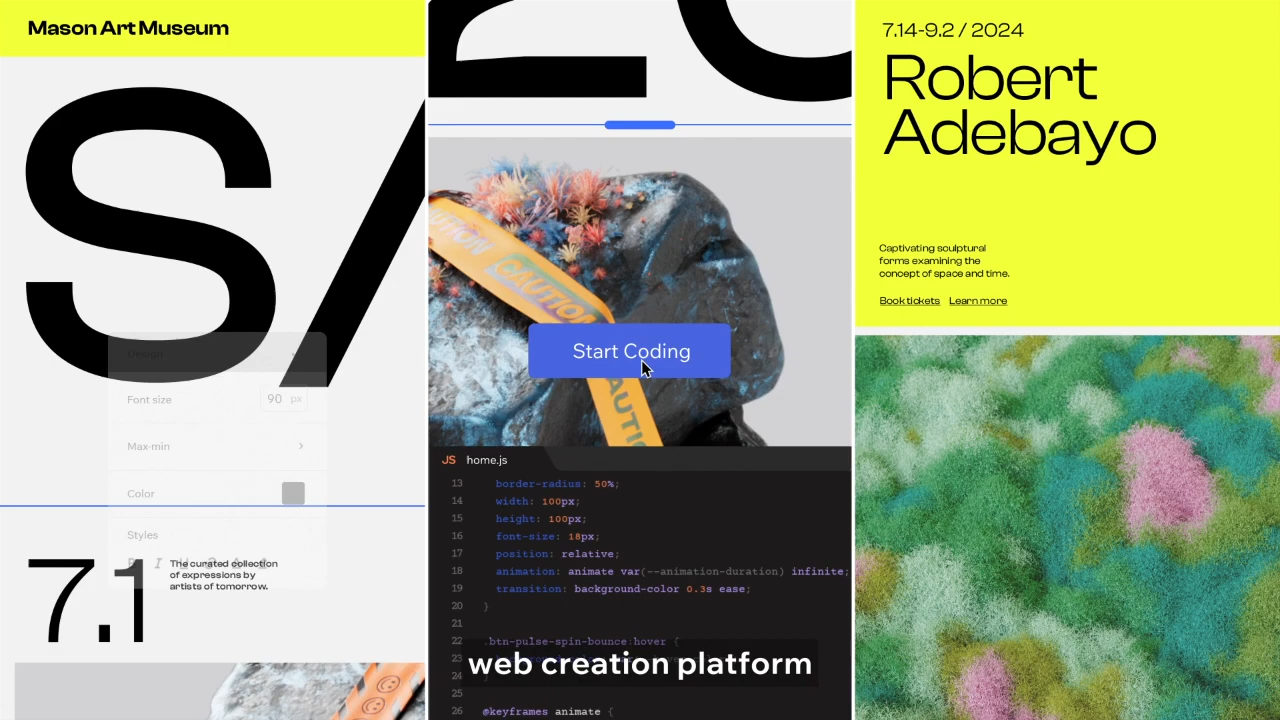 Mason Art Museum
S/
Design
Font size
90 px
Max-min
Color
Styles
7.1
The curated collection
of expressions by
artists of tomorrow.
CAUTION
Start Coding
JS home.js
13 border-radius: 50%;
14 width: 100px;
15 height: 100px;
16 font-size: 18px;
17 position: relative;
18 animation: animate var(--animation-duration) infinite;
19 transition: background-color 0.3s ease;
20 }
21
22 .btn-pulse-spin-bounce:hover {
23
24
25
26 @keyframes animate {
web creation platform
7.14-9.2 / 2024
Robert
Adebayo
Captivating sculptural
forms examining the
concept of space and time.
Book tickets Learn more